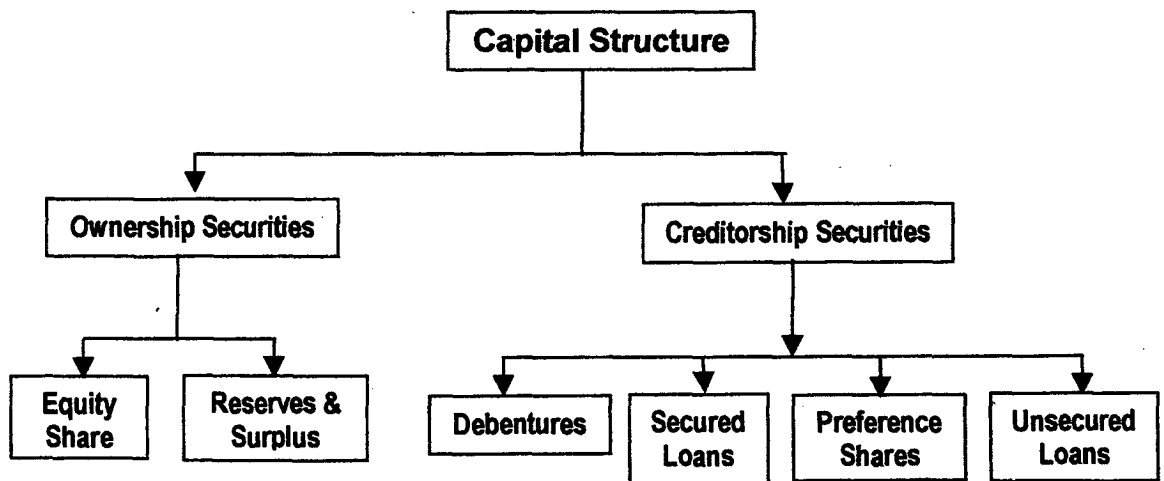 Capital Structure
Ownership Securities
Creditorship Securities
Equity
Share
Reserves &
Surplus
Debentures
Secured
Loans
Preference
Shares
Unsecured
Loans